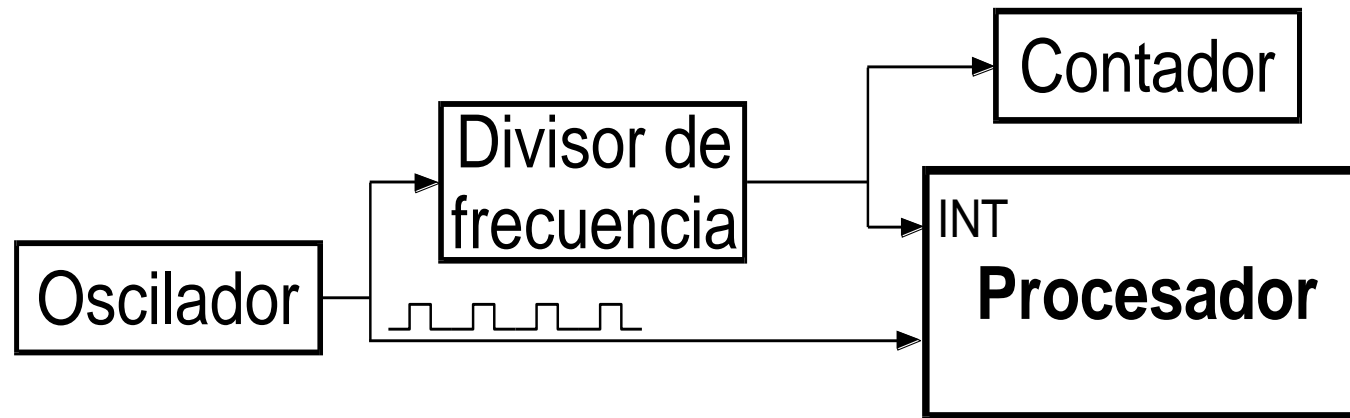 Contador
Divisor de
frecuencia
INT
Procesador
Oscilador